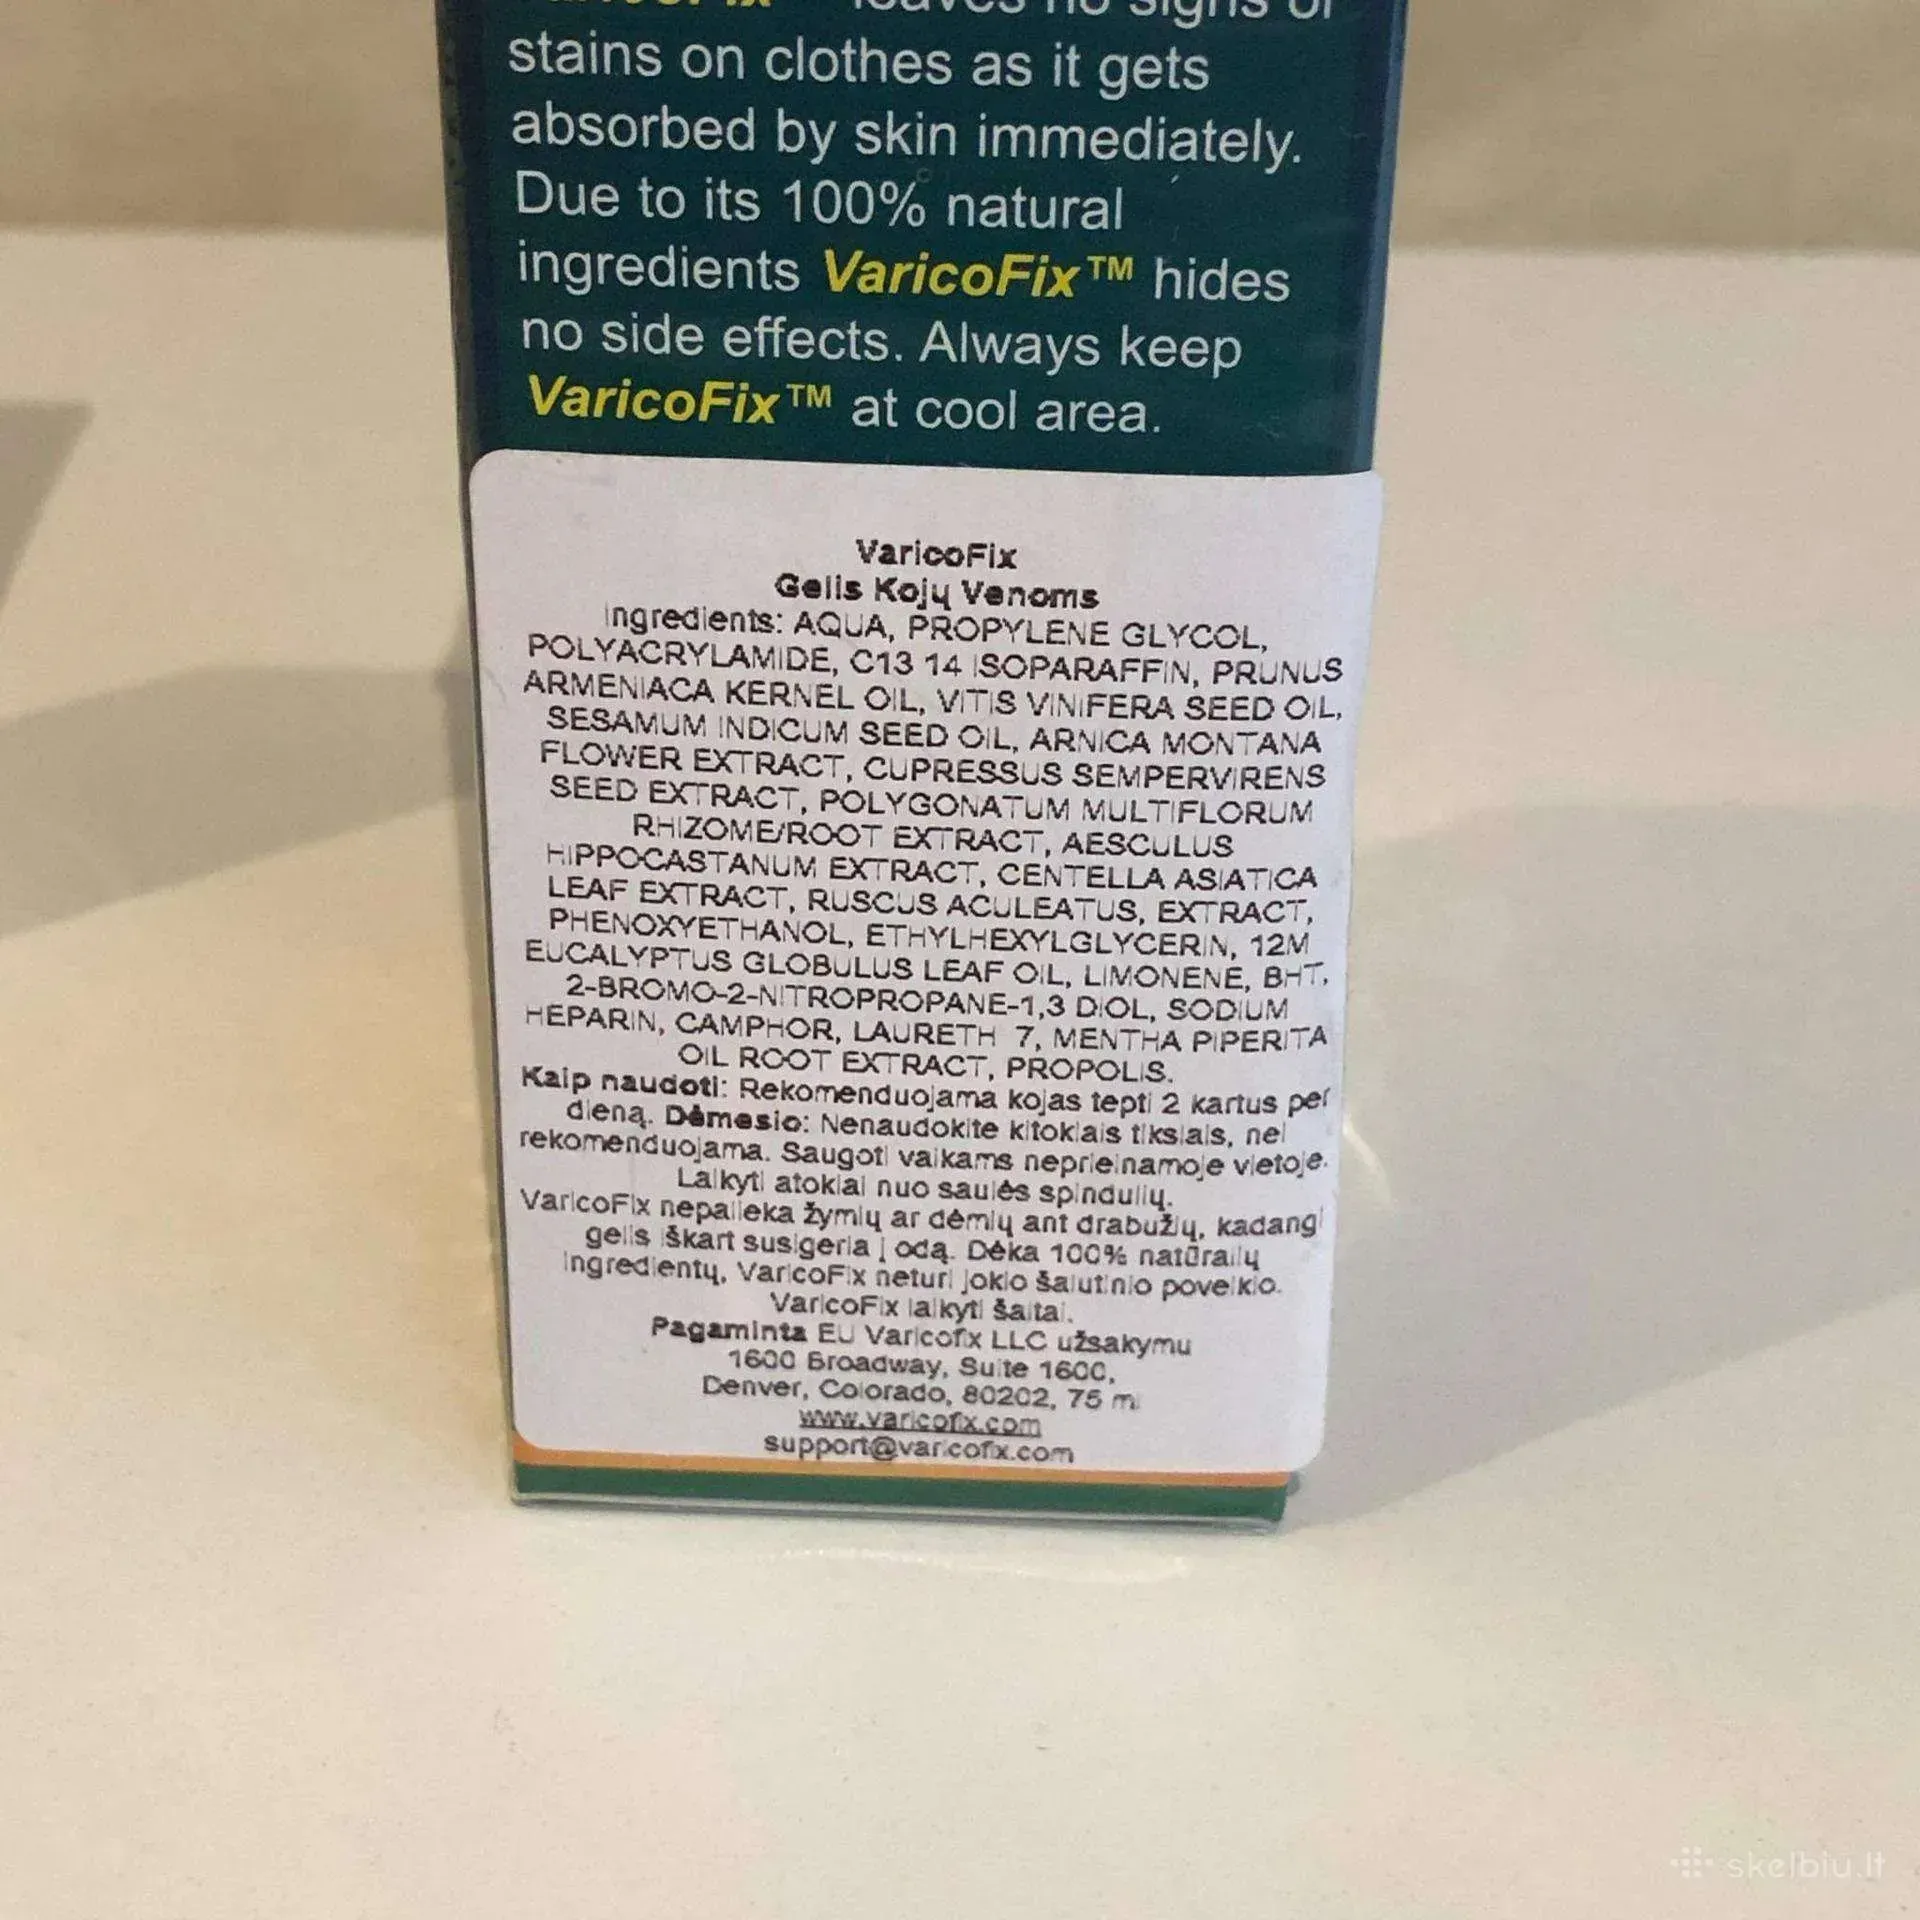 VaricoFix™ leaves no signs of
stains on clothes as it gets
absorbed by skin immediately.
Due to its 100% natural
ingredients VaricoFix™ hides
no side effects. Always keep
VaricoFix™ at cool area.
VaricoFix
Gelis Kojų Venoms
Ingredients: AQUA, PROPYLENE GLYCOL,
POLYACRYLAMIDE, C13 14 ISOPARAFFIN, PRUNUS
ARMENIACA KERNEL OIL, VITIS VINIFERA SEED OIL,
SESAMUM INDICUM SEED OIL, ARNICA MONTANA
FLOWER EXTRACT, CUPRESSUS SEMPERVIRENS
SEED EXTRACT, POLYGONATUM MULTIFLORUM
RHIZOME/ROOT EXTRACT, AESCULUS
HIPPOCASTANUM EXTRACT, CENTELLA ASIATICA
LEAF EXTRACT, RUSCUS ACULEATUS, EXTRACT,
PHENOXYETHANOL, ETHYLHEXYLGLYCERIN, 12M
EUCALYPTUS GLOBULUS LEAF OIL, LIMONENE, BHT,
2-BROMO-2-NITROPROPANE-1,3 DIOL, SODIUM
HEPARIN, CAMPHOR, LAURETH 7, MENTHA PIPERITA
OIL ROOT EXTRACT, PROPOLIS.
Kaip naudoti: Rekomenduojama kojas tepti 2 kartus per
dieną. Dėmesio: Nenaudokite kitokiais tikslais, nei
rekomenduojama. Saugoti vaikams neprieinamoje vietoje.
Laikyti atokiai nuo saulės spindulių.
VaricoFix nepalieka žymių ar dėmių ant drabužių, kadangi
gelis iškart susigeria į odą. Dėka 100% natūralių
ingredientų, VaricoFix neturi jokio šalutinio poveikio.
VaricoFix laikyti šaltai.
Pagaminta EU Varicofix LLC užsakymu
1600 Broadway, Suite 1600,
Denver, Colorado, 80202, 75 ml
www.varicofix.com
support@varicofix.com
skelbiu.lt